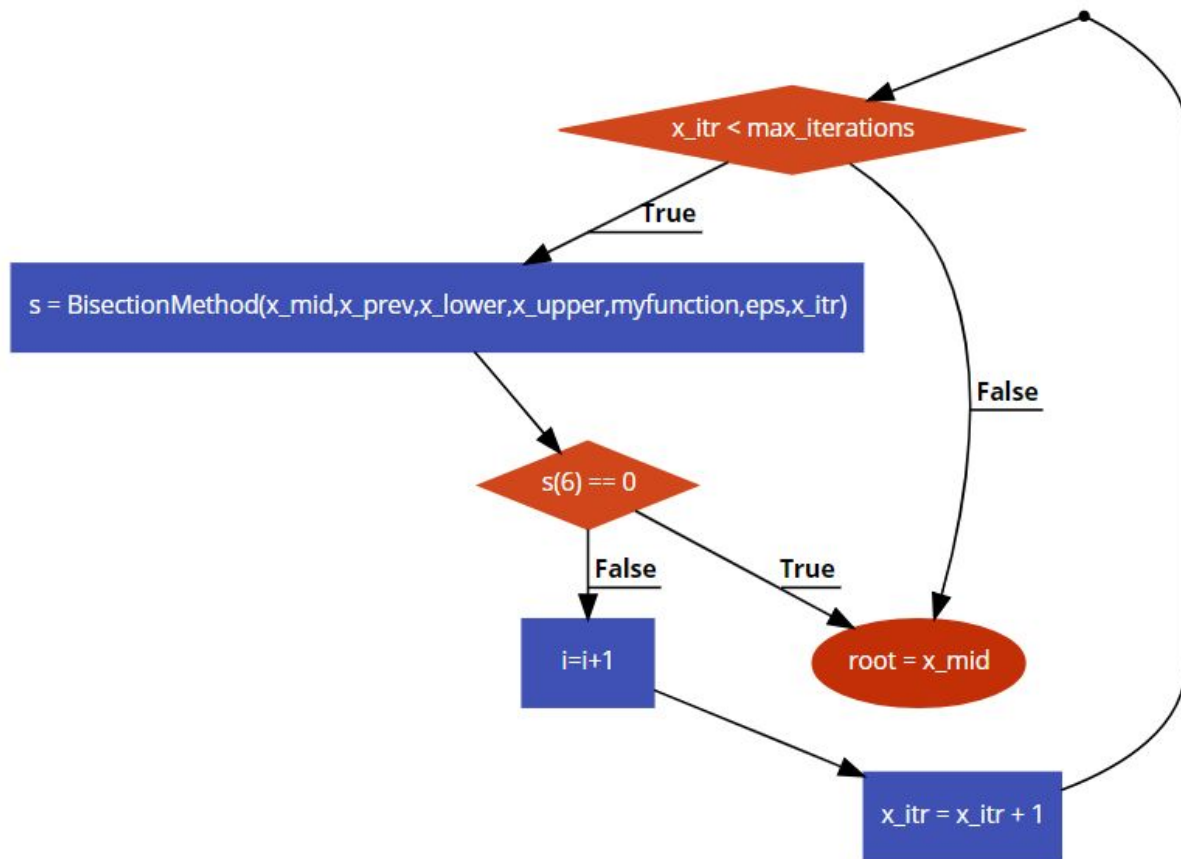 x_itr < max_iterations
True
s = BisectionMethod(x_mid,x_prev,x_lower,x_upper,myfunction,eps,x_itr)
False
s(6) == 0
False
True
i=i+1
root = x_mid
x_itr = x_itr + 1